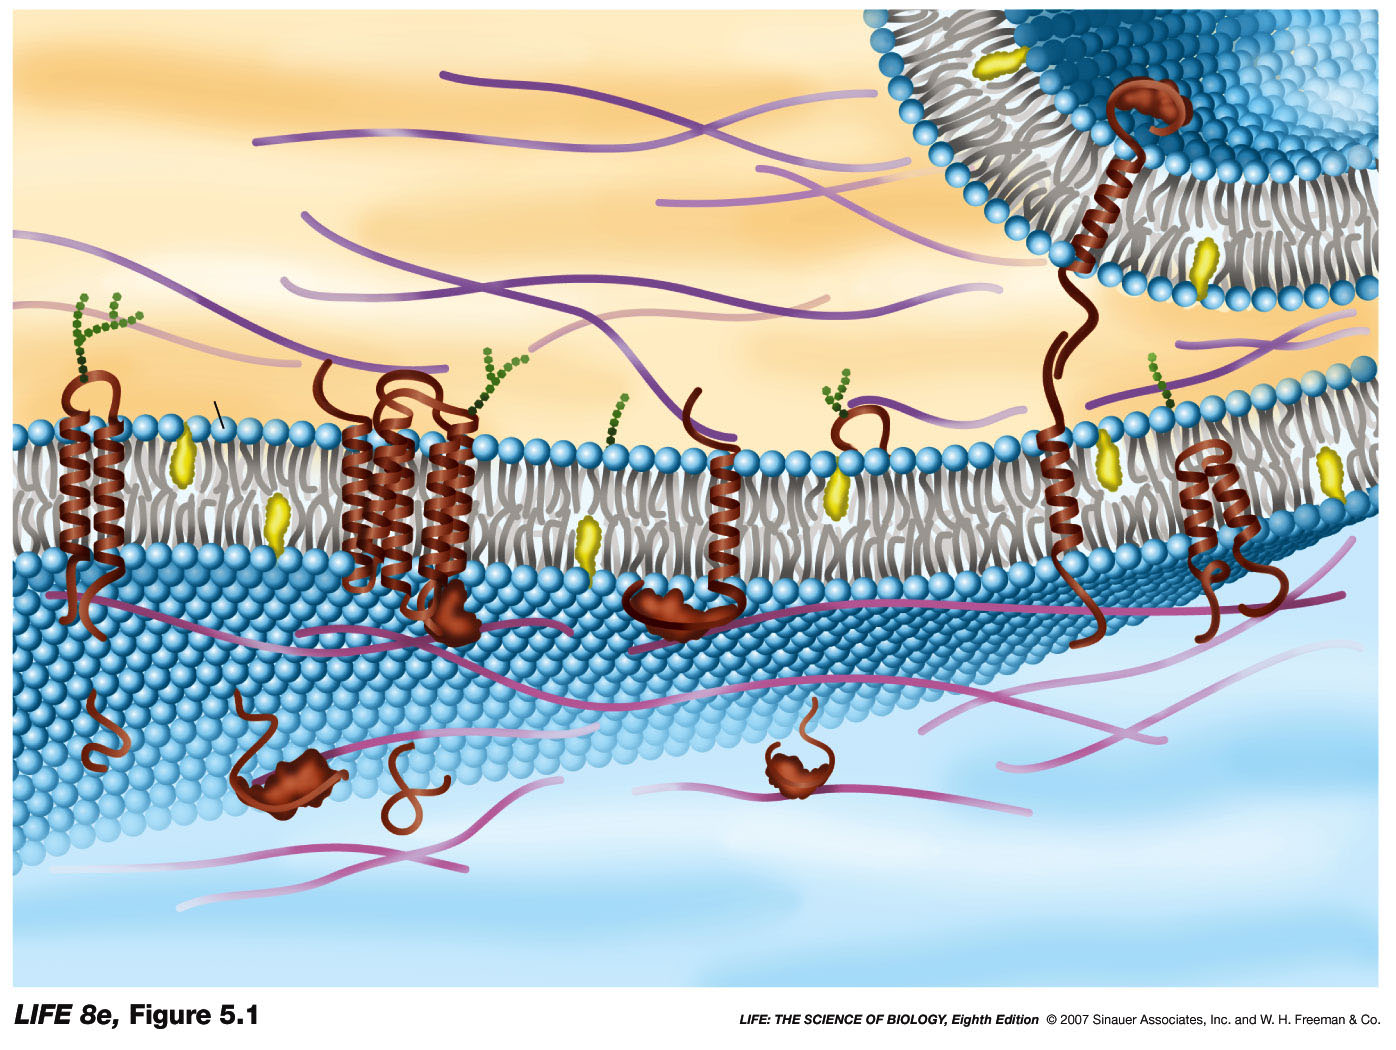 LIFE 8e, Figure 5.1
LIFE: THE SCIENCE OF BIOLOGY, Eighth Edition © 2007 Sinauer Associates, Inc. and W. H. Freeman & Co.